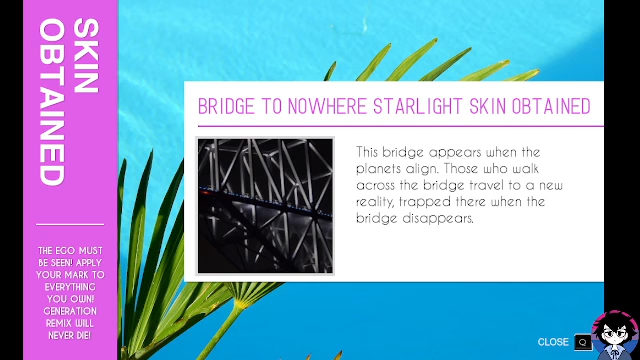 SKIN
OBTAINED
THE EGO MUST
BE SEEN! APPLY
YOUR MARK TO
EVERYTHING
YOU OWN!
GENERATION
REMIX WILL
NEVER DIE!
BRIDGE TO NOWHERE STARLIGHT SKIN OBTAINED
This bridge appears when the
planets align. Those who walk
across the bridge travel to a new
reality, trapped there when the
bridge disappears.
CLOSE Q